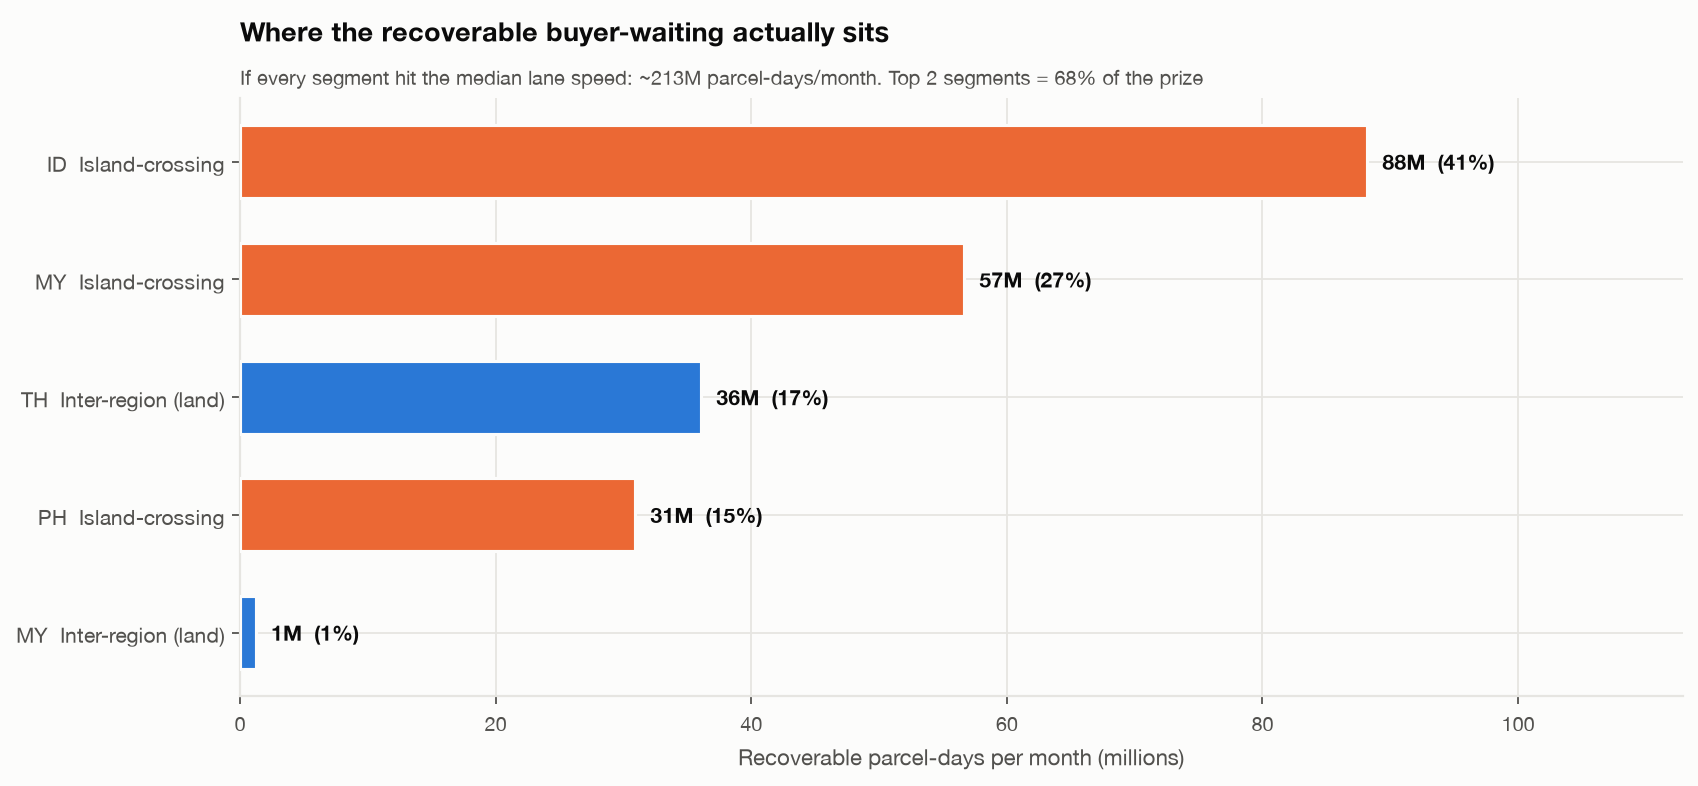 Where the recoverable buyer-waiting actually sits
If every segment hit the median lane speed: ~213M parcel-days/month. Top 2 segments = 68% of the prize
ID  Island-crossing
88M  (41%)
MY  Island-crossing
57M  (27%)
TH  Inter-region (land)
36M  (17%)
PH  Island-crossing
31M  (15%)
MY  Inter-region (land)
1M  (1%)
0 20 40 60 80 100
Recoverable parcel-days per month (millions)